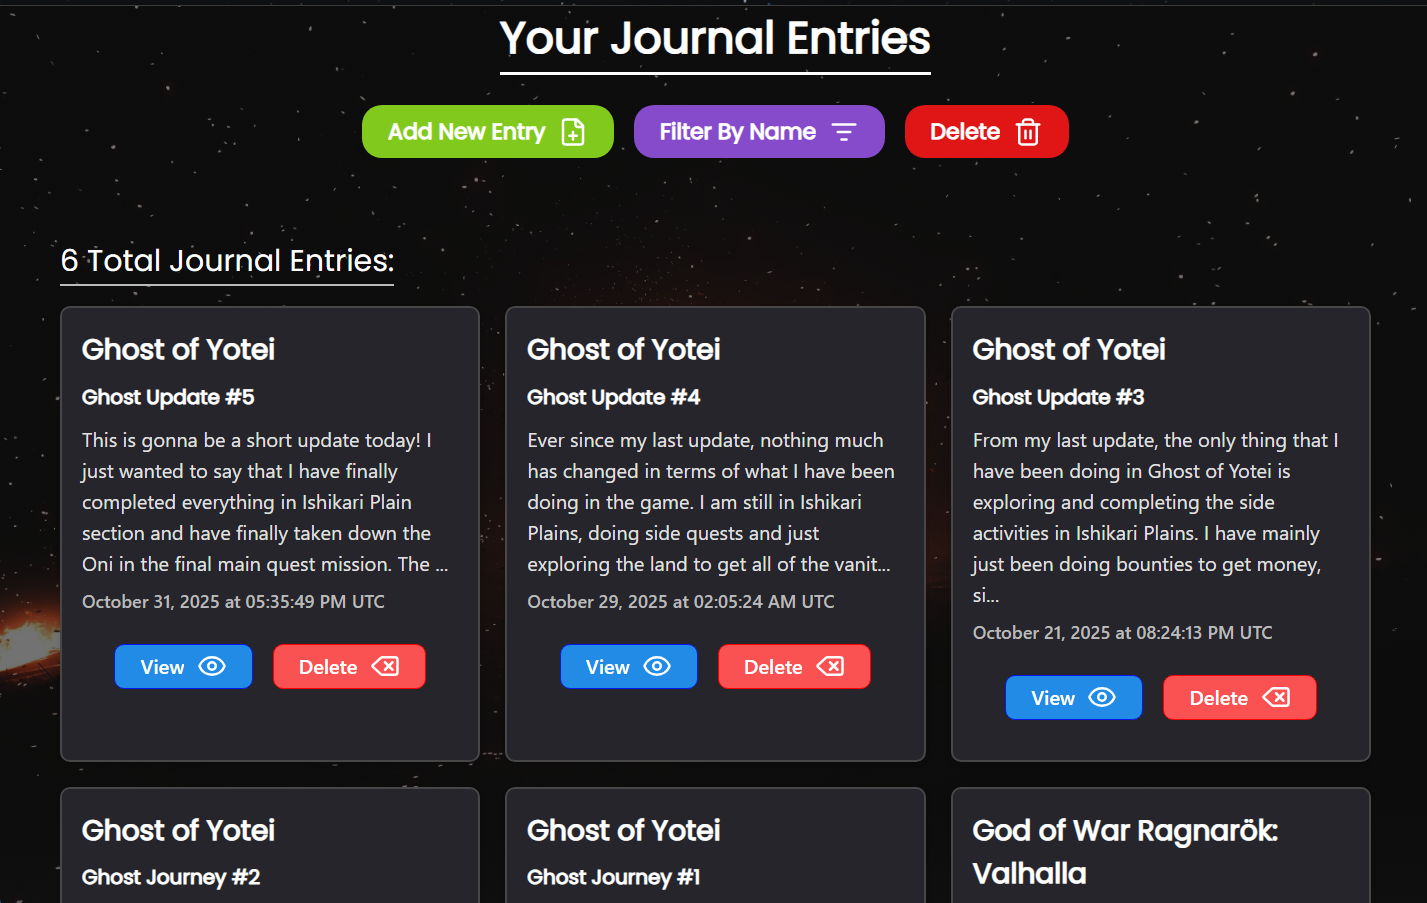 Your Journal Entries
Add New Entry
Filter By Name
Delete
6 Total Journal Entries:
Ghost of Yotei
Ghost Update #5
This is gonna be a short update today! I
just wanted to say that I have finally
completed everything in Ishikari Plain
section and have finally taken down the
Oni in the final main quest mission. The ...
October 31, 2025 at 05:35:49 PM UTC
View
Delete
Ghost of Yotei
Ghost Update #4
Ever since my last update, nothing much
has changed in terms of what I have been
doing in the game. I am still in Ishikari
Plains, doing side quests and just
exploring the land to get all of the vanit...
October 29, 2025 at 02:05:24 AM UTC
View
Delete
Ghost of Yotei
Ghost Update #3
From my last update, the only thing that I
have been doing in Ghost of Yotei is
exploring and completing the side
activities in Ishikari Plains. I have mainly
just been doing bounties to get money,
si...
October 21, 2025 at 08:24:13 PM UTC
View
Delete
Ghost of Yotei
Ghost Journey #2
Ghost of Yotei
Ghost Journey #1
God of War Ragnarök:
Valhalla